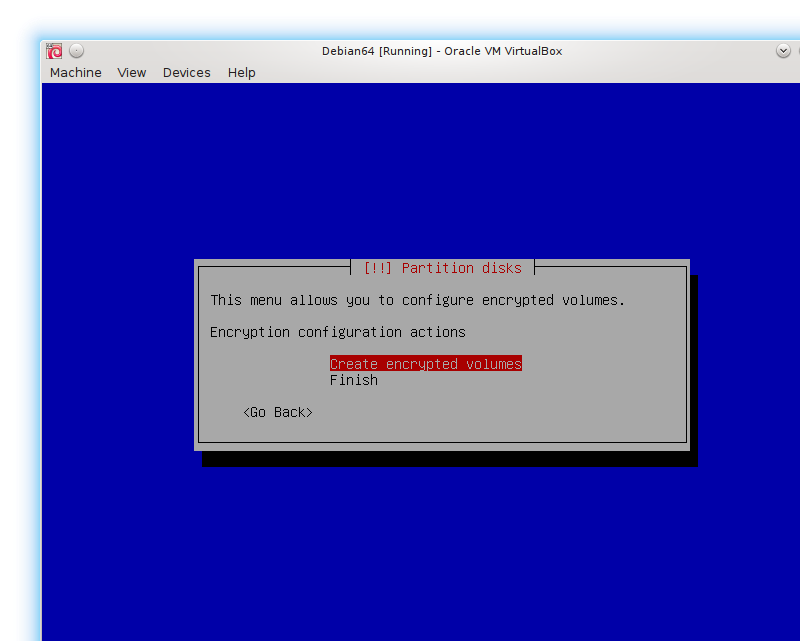 Debian64 [Running] - Oracle VM VirtualBox
Machine View Devices Help
[!!] Partition disks
This menu allows you to configure encrypted volumes.
Encryption configuration actions
Create encrypted volumes
Finish
<Go Back>